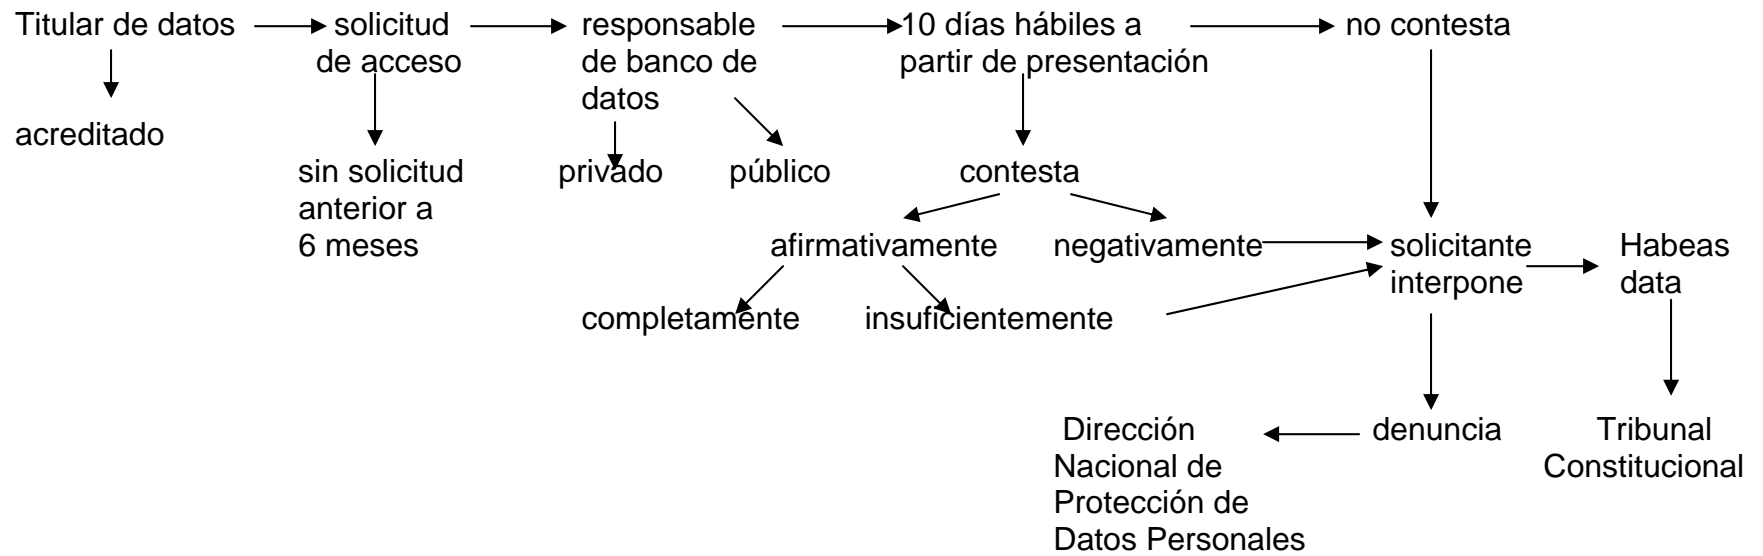 Titular de datos
solicitud
de acceso
responsable
de banco de
datos
10 días hábiles a
partir de presentación
no contesta
acreditado
sin solicitud
anterior a
6 meses
privado
público
contesta
afirmativamente
negativamente
solicitante
interpone
Habeas
data
completamente
insuficientemente
Dirección
Nacional de
Protección de
Datos Personales
denuncia
Tribunal
Constitucional